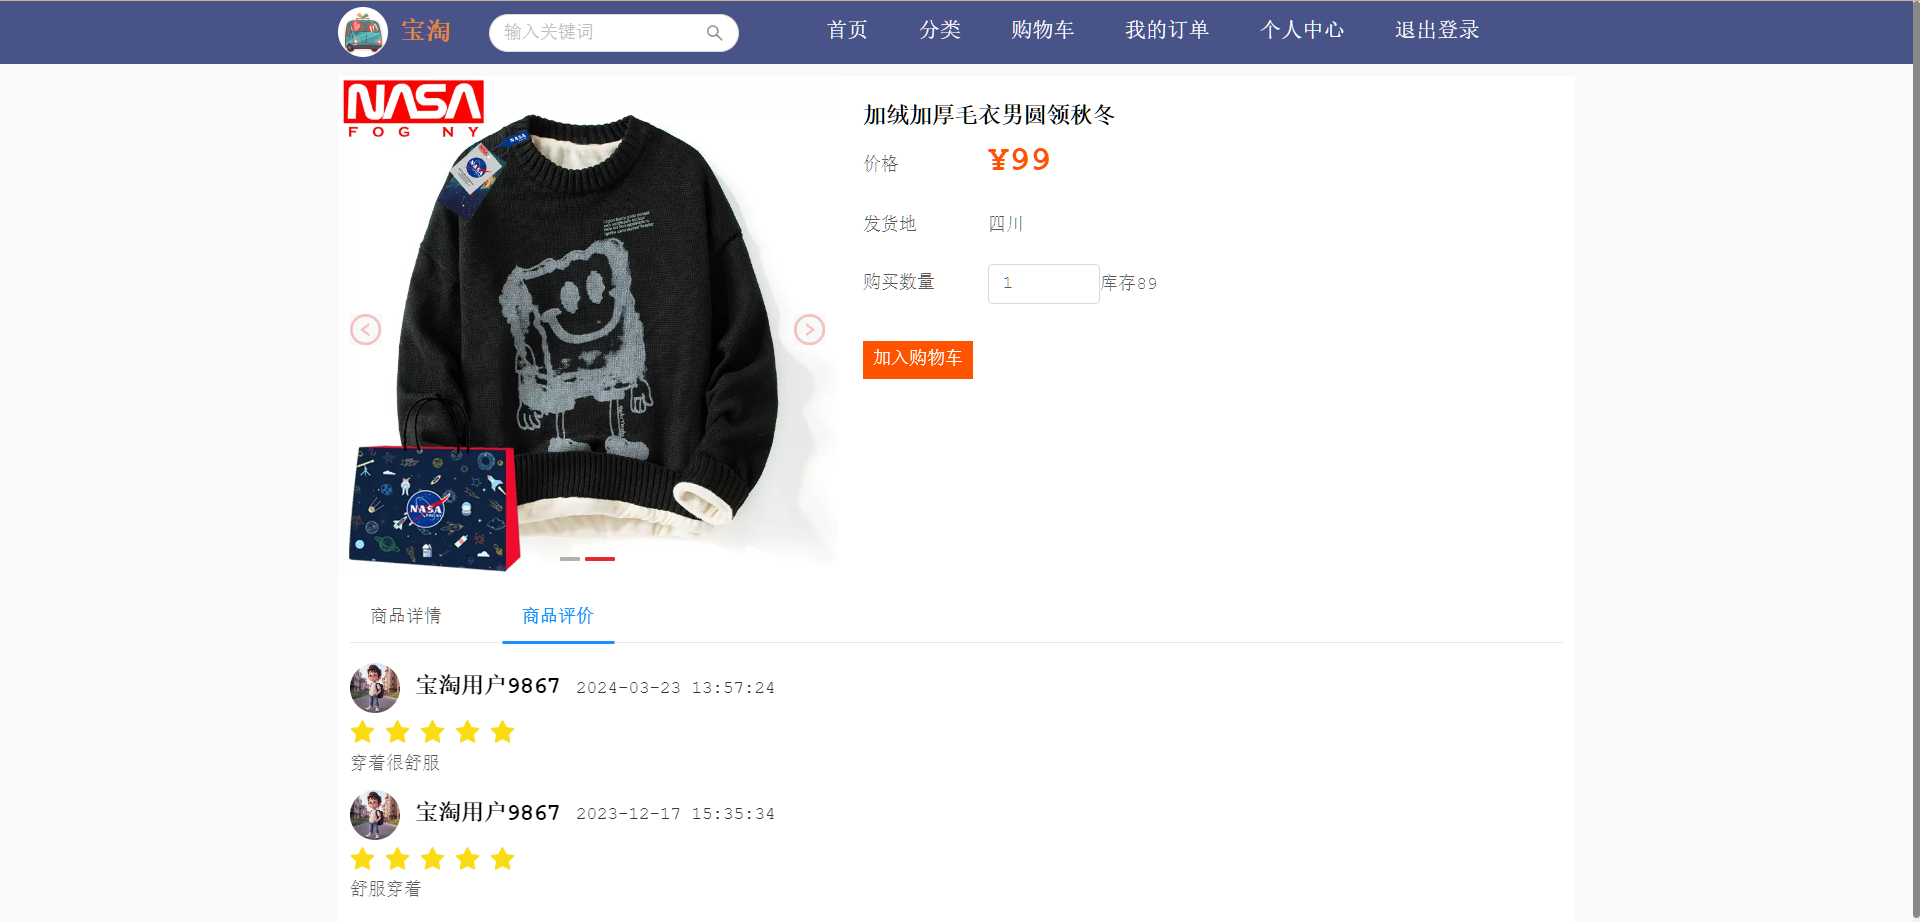 宝淘
输入关键词
首页
分类
购物车
我的订单
个人中心
退出登录
NASA
FOG NY
NASA
NASA
加绒加厚毛衣男圆领秋冬
价格
¥99
发货地
四川
购买数量
1
库存89
加入购物车
商品详情
商品评价
宝淘用户9867
2024-03-23 13:57:24
穿着很舒服
宝淘用户9867
2023-12-17 15:35:34
舒服穿着